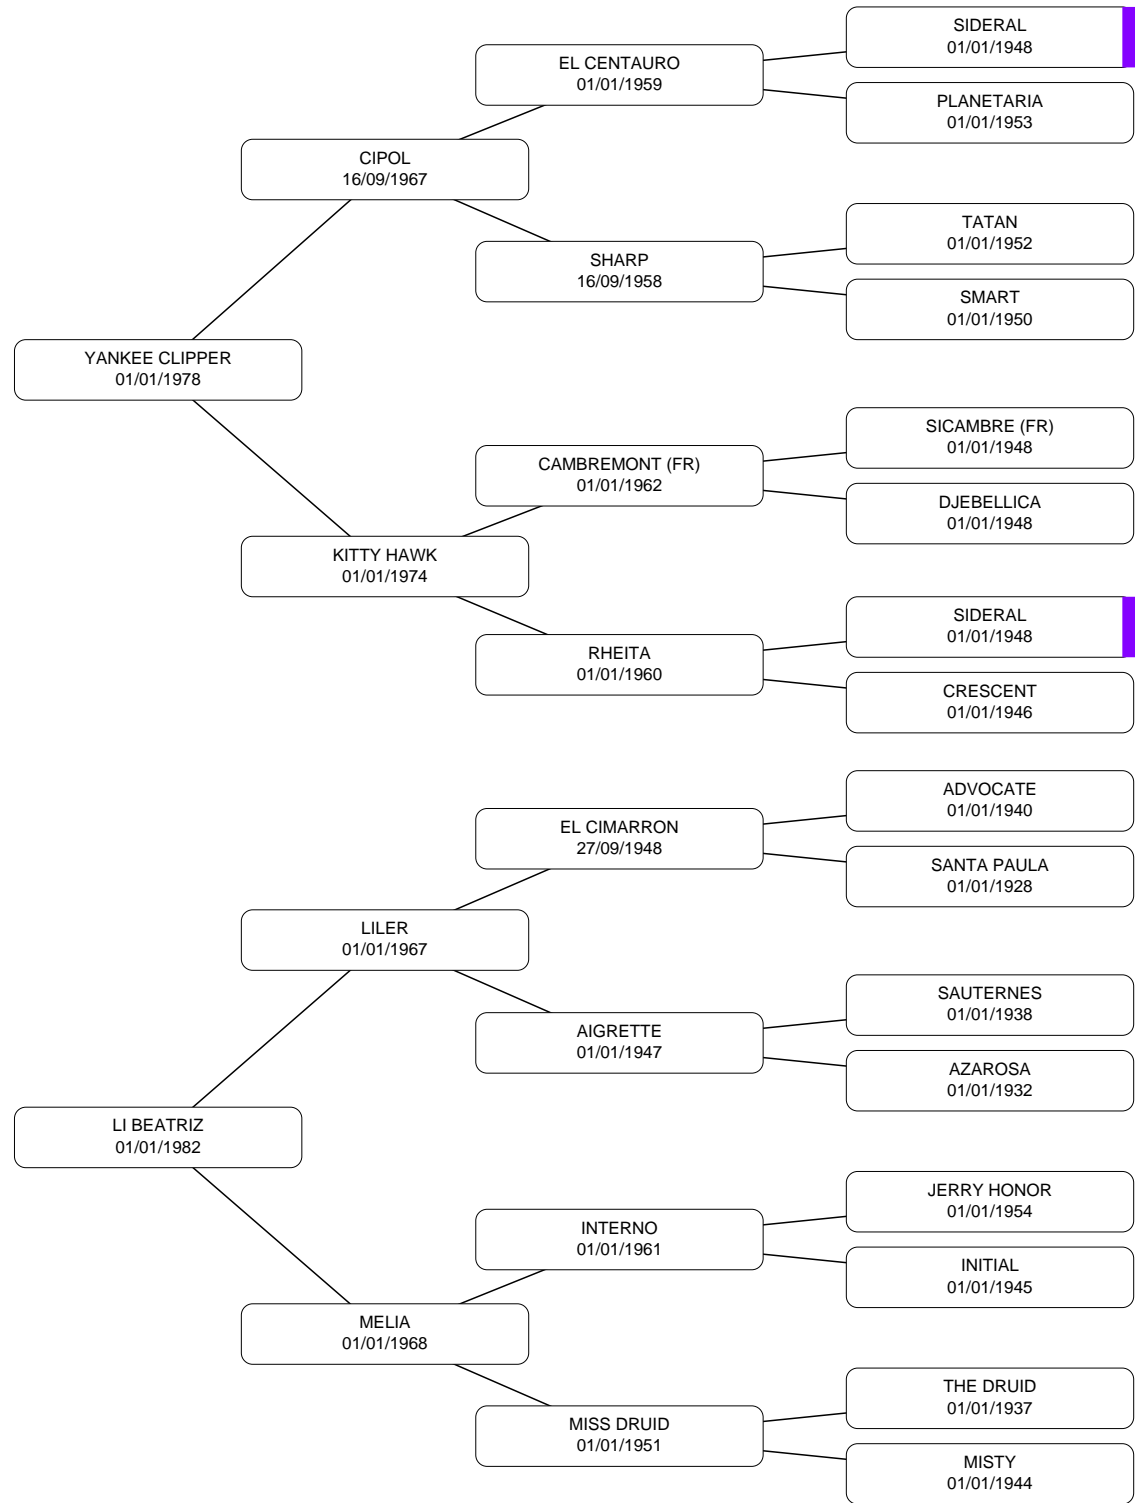 SIDERAL
01/01/1948
EL CENTAURO
01/01/1959
PLANETARIA
01/01/1953
CIPOL
16/09/1967
TATAN
01/01/1952
SHARP
16/09/1958
SMART
01/01/1950
YANKEE CLIPPER
01/01/1978
SICAMBRE (FR)
01/01/1948
CAMBREMONT (FR)
01/01/1962
DJEBELLICA
01/01/1948
KITTY HAWK
01/01/1974
SIDERAL
01/01/1948
RHEITA
01/01/1960
CRESCENT
01/01/1946
ADVOCATE
01/01/1940
EL CIMARRON
27/09/1948
SANTA PAULA
01/01/1928
LILER
01/01/1967
SAUTERNES
01/01/1938
AIGRETTE
01/01/1947
AZAROSA
01/01/1932
LI BEATRIZ
01/01/1982
JERRY HONOR
01/01/1954
INTERNO
01/01/1961
INITIAL
01/01/1945
MELIA
01/01/1968
THE DRUID
01/01/1937
MISS DRUID
01/01/1951
MISTY
01/01/1944